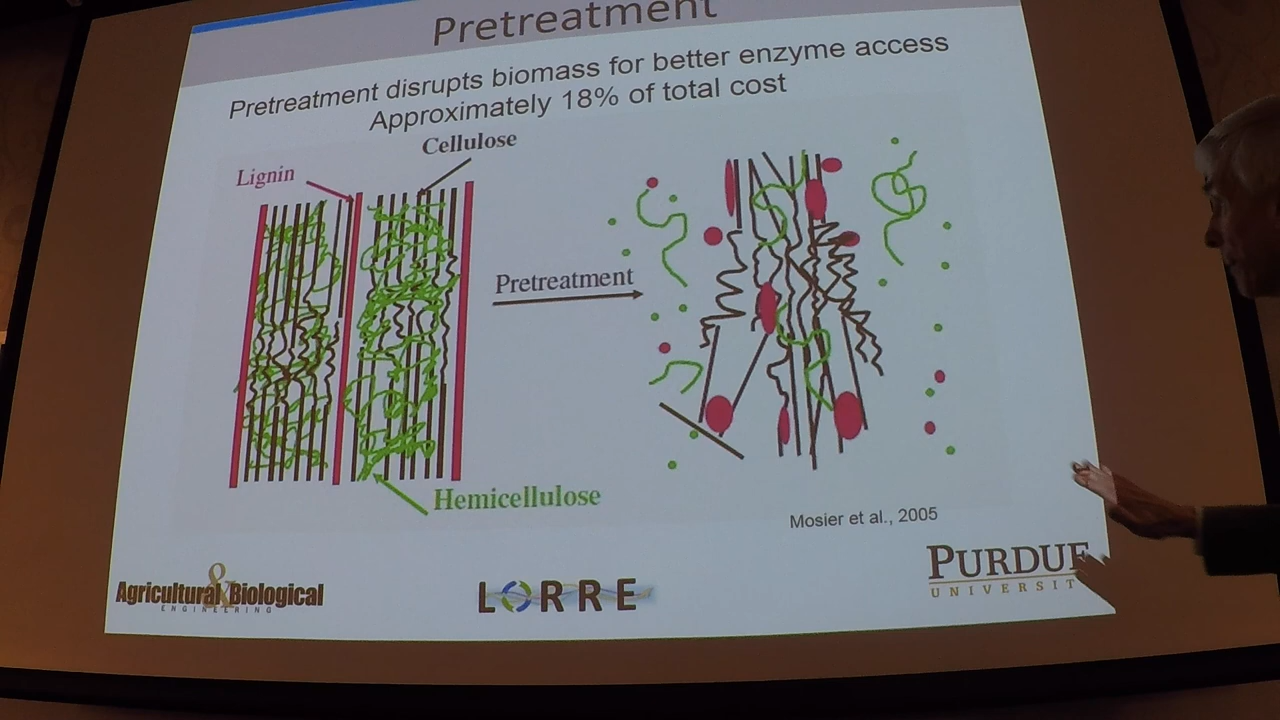 Pretreatment
Pretreatment disrupts biomass for better enzyme access
Approximately 18% of total cost
Cellulose
Lignin
Pretreatment
Hemicellulose
Mosier et al., 2005
Agricultural & Biological
ENGINEERING
LORRE
PURDUE
UNIVERSIT